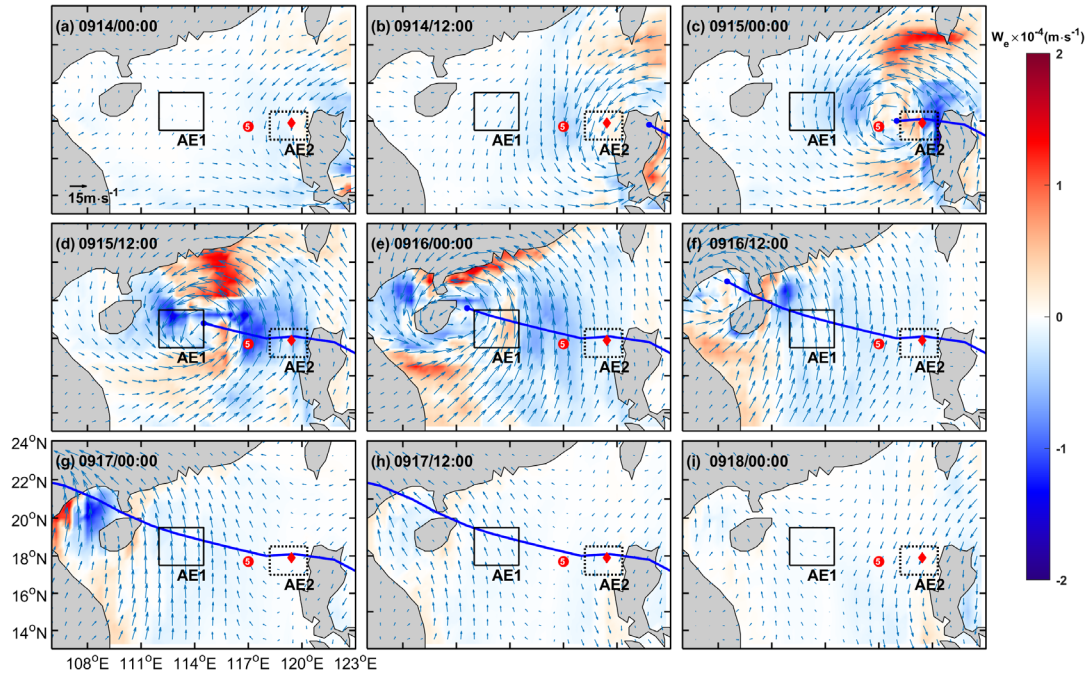 (a) 0914/00:00
AE1
5
AE2
15m·s⁻¹
(b) 0914/12:00
AE1
5
AE2
(c) 0915/00:00
AE1
5
AE2
Wₑ×10⁻⁴(m·s⁻¹)
2
1
0
-1
-2
(d) 0915/12:00
AE1
5
AE2
(e) 0916/00:00
AE1
5
AE2
(f) 0916/12:00
AE1
5
AE2
(g) 0917/00:00
AE1
5
AE2
24°N
22°N
20°N
18°N
16°N
14°N
108°E 111°E 114°E 117°E 120°E 123°E
(h) 0917/12:00
AE1
5
AE2
(i) 0918/00:00
AE1
5
AE2